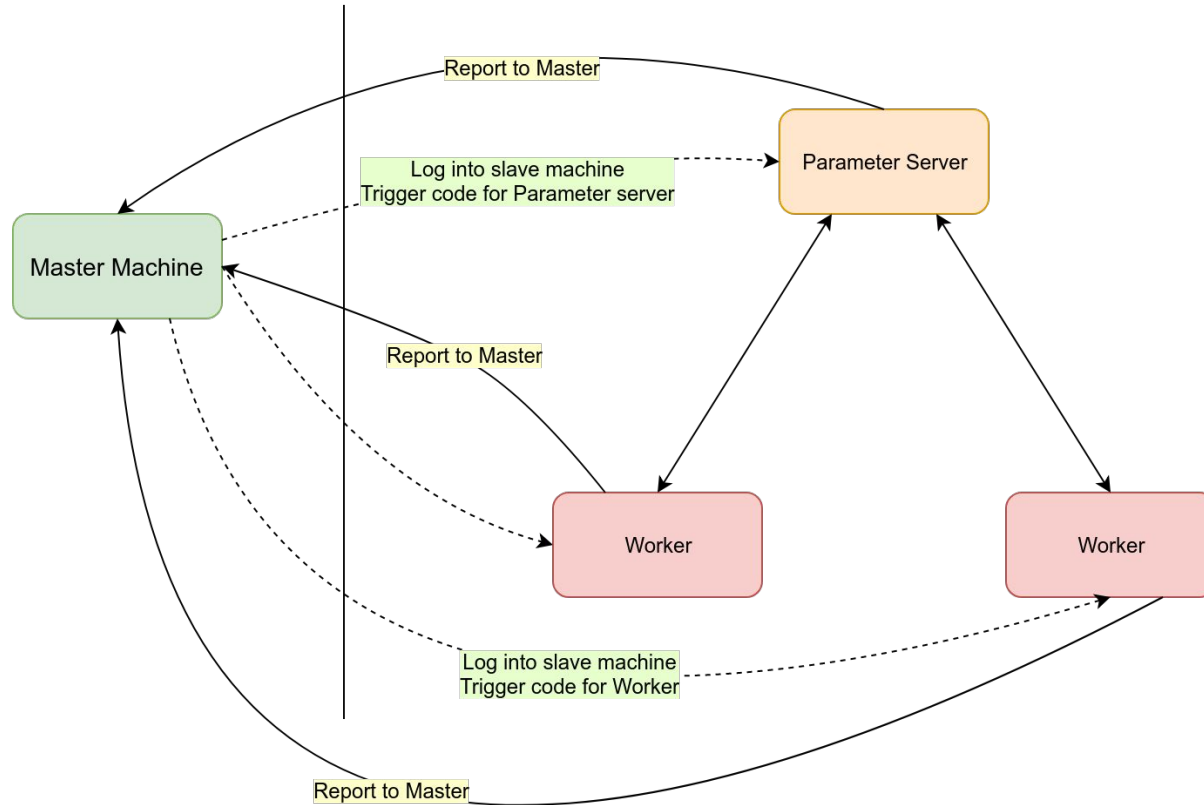 Report to Master
Parameter Server
Log into slave machine
Trigger code for Parameter server
Master Machine
Report to Master
Worker
Worker
Log into slave machine
Trigger code for Worker
Report to Master